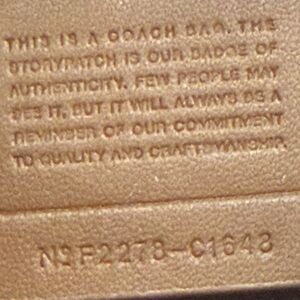 THIS IS A COACH BAG. THE
STORYPATCH IS OUR BADGE OF
AUTHENTICITY. FEW PEOPLE MAY
SEE IT, BUT IT WILL ALWAYS BE A
REMINDER OF OUR COMMITMENT
TO QUALITY AND CRAFTSMANSHIP.
Nº F2278-C1643